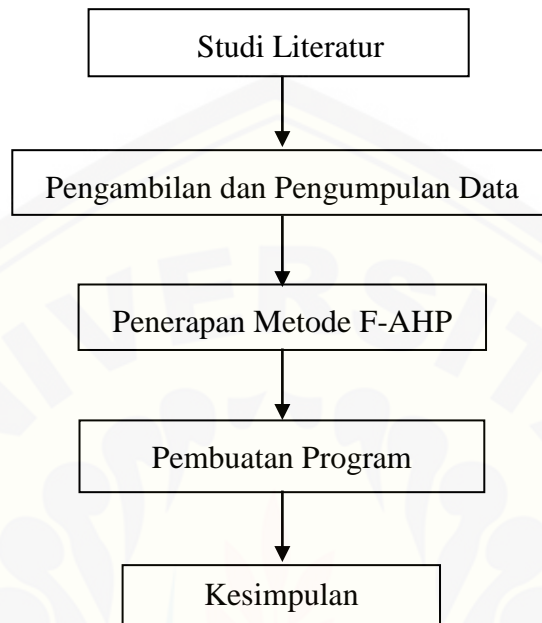 Studi Literatur
Pengambilan dan Pengumpulan Data
Penerapan Metode F-AHP
Pembuatan Program
Kesimpulan